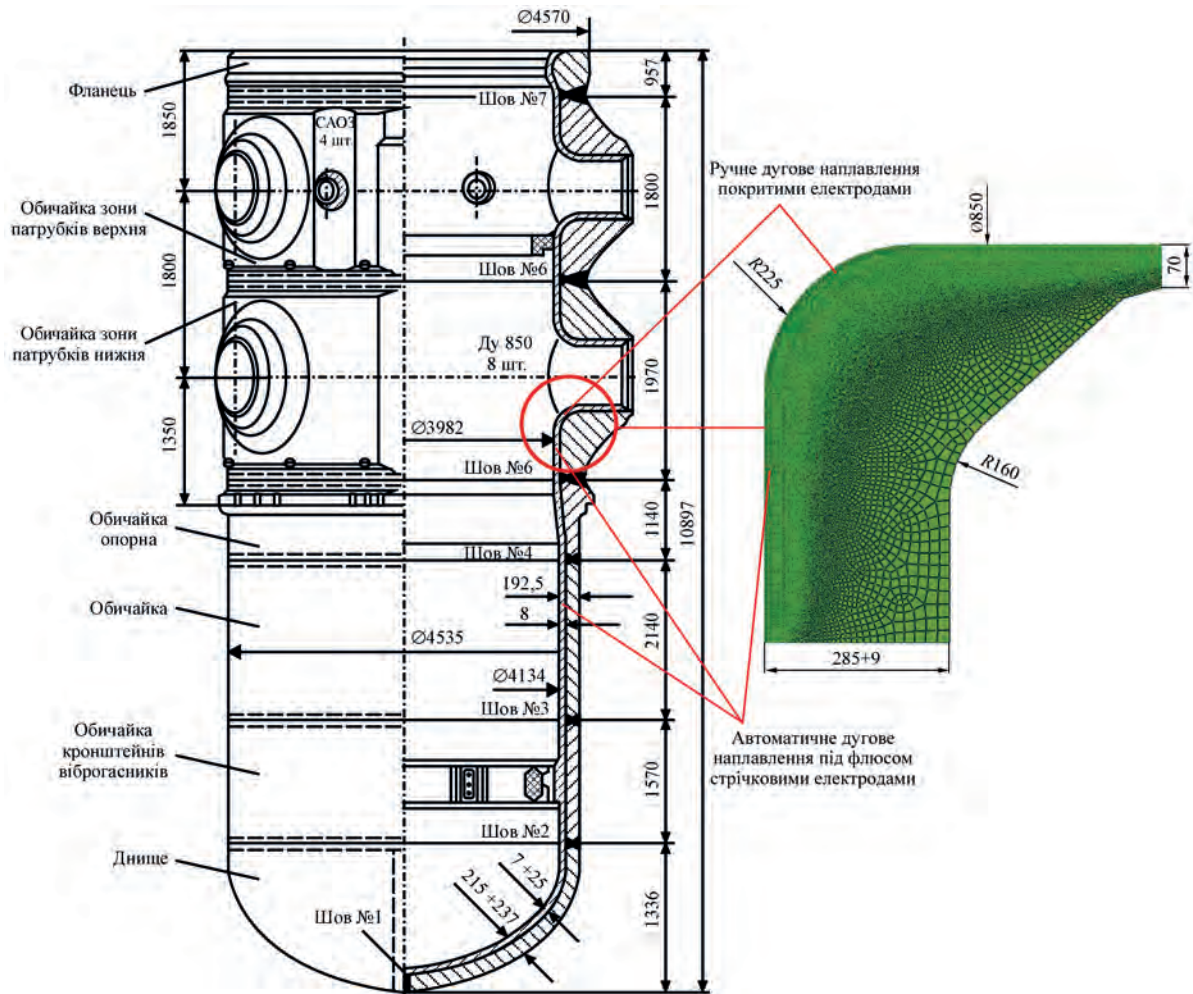 Ø4570
Фланець
957
Шов №7
САОЗ
4 шт.
1850
Ручне дугове наплавлення
покритими електродами
1800
Обичайка зони
патрубків верхня
Ø850
70
R225
Шов №6
1800
Обичайка зони
патрубків нижня
Ду 850
8 шт.
1970
1350
Ø3982
R160
Шов №6
10897
1140
Обичайка
опорна
Шов №4
192,5
Обичайка
8
2140
285+9
Ø4535
Ø4134
Шов №3
Обичайка
кронштейнів
віброгасників
Автоматичне дугове
наплавлення під флюсом
стрічковими електродами
1570
Шов №2
Днище
7 +25
215 +237
1336
Шов №1